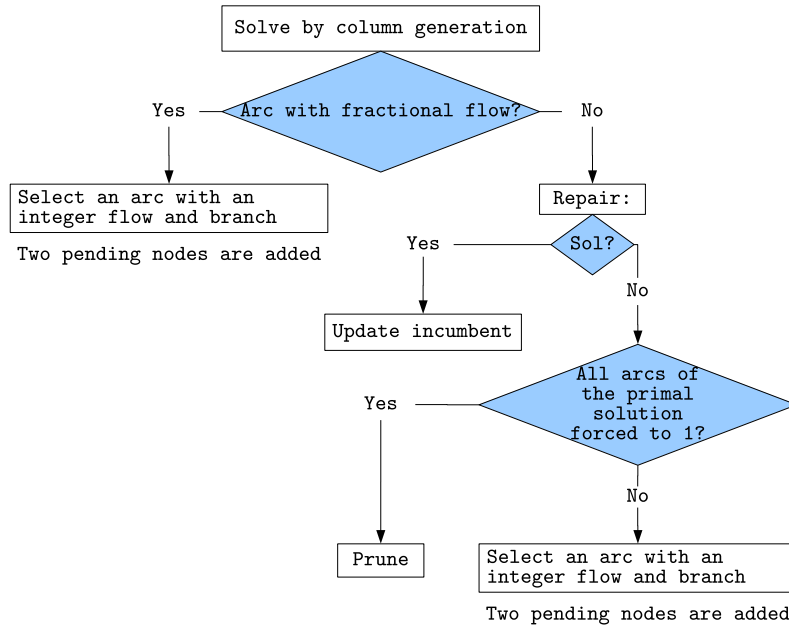 Solve by column generation
Arc with fractional flow?
Yes
No
Select an arc with an
integer flow and branch
Two pending nodes are added
Repair:
Sol?
Yes
No
Update incumbent
All arcs of
the primal
solution
forced to 1?
Yes
No
Prune
Select an arc with an
integer flow and branch
Two pending nodes are added